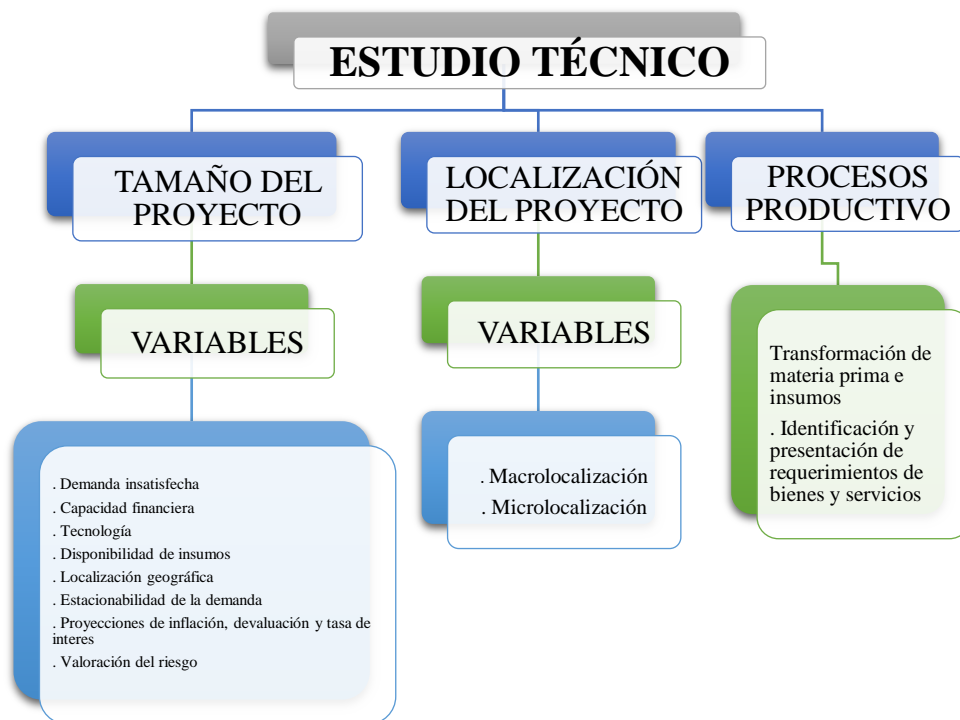 ESTUDIO TÉCNICO
TAMAÑO DEL
PROYECTO
VARIABLES
. Demanda insatisfecha
. Capacidad financiera
. Tecnología
. Disponibilidad de insumos
. Localización geográfica
. Estacionabilidad de la demanda
. Proyecciones de inflación, devaluación y tasa de
interes
. Valoración del riesgo
LOCALIZACIÓN
DEL PROYECTO
VARIABLES
. Macrolocalización
. Microlocalización
PROCESOS
PRODUCTIVO
Transformación de
materia prima e
insumos
. Identificación y
presentación de
requerimientos de
bienes y servicios